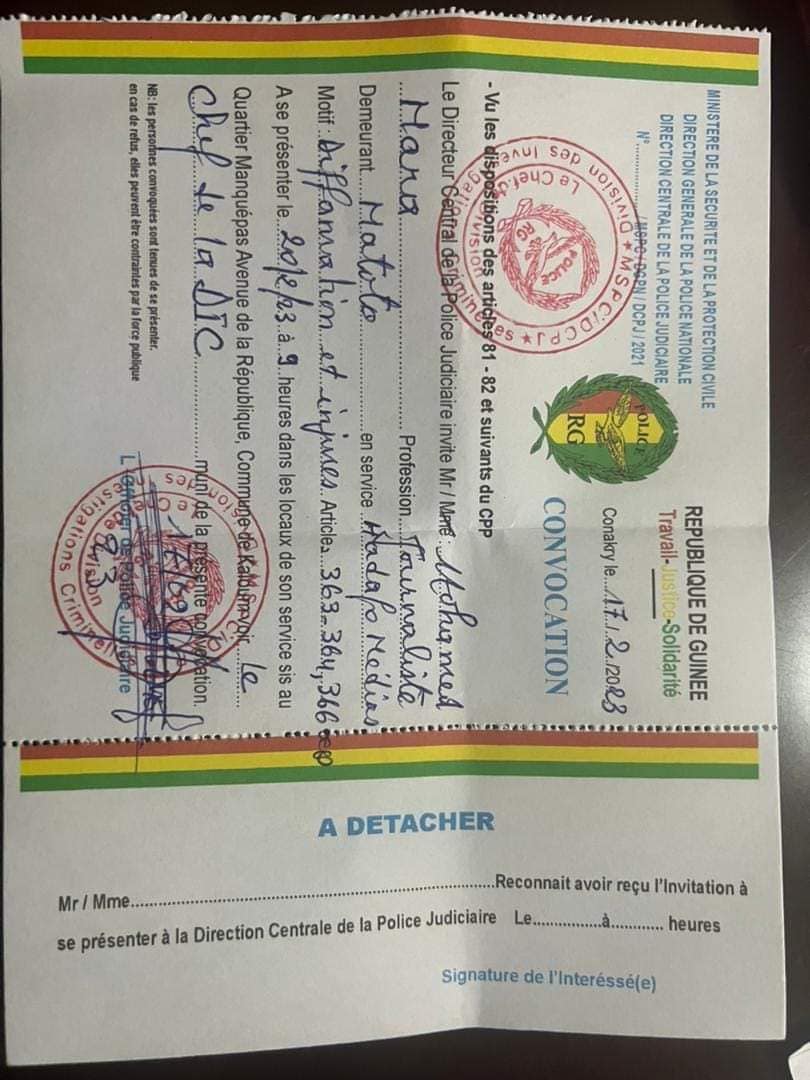 MINISTERE DE LA SECURITE ET DE LA PROTECTION CIVILE
DIRECTION GENERALE DE LA POLICE NATIONALE
DIRECTION CENTRALE DE LA POLICE JUDICIAIRE
N°............../ MSPC / DGPN / DCPJ / 2021
REPUBLIQUE DE GUINEE
Travail-Justice-Solidarité
Conakry le...17./.2./2023
POLICE
RG
CONVOCATION
- Vu les dispositions des articles 81 - 82 et suivants du CPP
Le Directeur Central de la Police Judiciaire invite Mr / Mme : Mohamed
Mara Profession Journaliste
Demeurant Matoto en service Hadafo Médias
Motif : Diffamation et injures Articles 363-364, 366
A se présenter le à 9 heures dans les locaux de son service sis au
Quartier Manquépas Avenue de la République, Commune de Kaloum voir le
Chef de la DIC muni de la présente convocation.
L'Officier de Police Judiciaire
NB: les personnes convoquées sont tenues de se présenter.
en cas de refus, elles peuvent être contraintes par la force publique
A DETACHER
Mr / Mme..............................Reconnait avoir reçu l'Invitation à
se présenter à la Direction Centrale de la Police Judiciaire Le..............à............ heures
Signature de l'Interéssé(e)